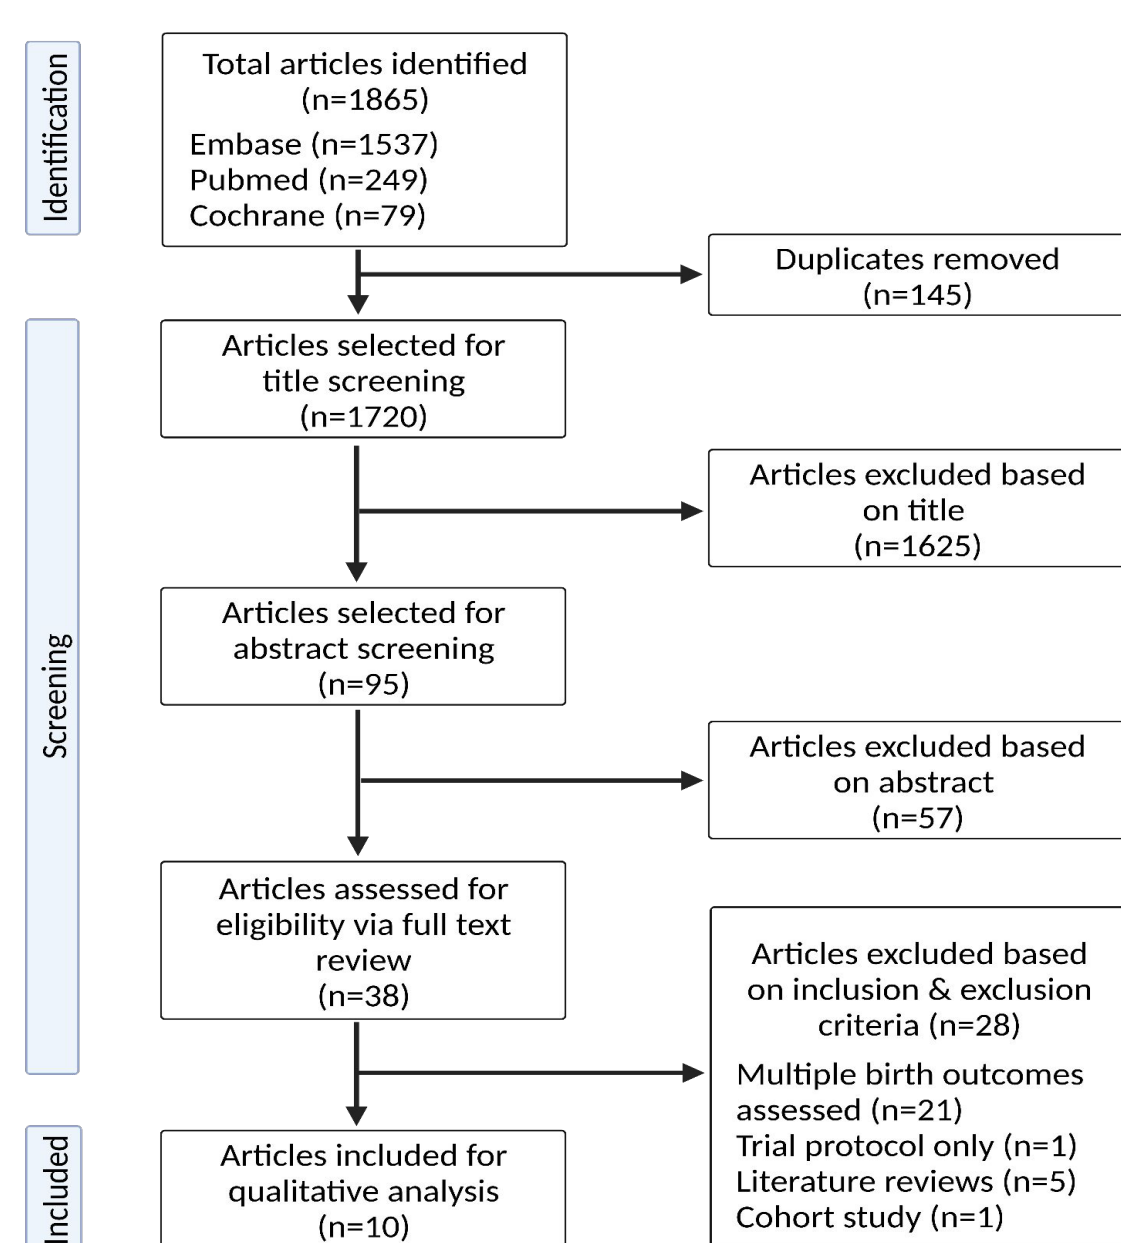 Identification
Total articles identified
(n=1865)
Embase (n=1537)
Pubmed (n=249)
Cochrane (n=79)
Duplicates removed
(n=145)
Screening
Articles selected for
title screening
(n=1720)
Articles excluded based
on title
(n=1625)
Articles selected for
abstract screening
(n=95)
Articles excluded based
on abstract
(n=57)
Articles assessed for
eligibility via full text
review
(n=38)
Articles excluded based
on inclusion & exclusion
criteria (n=28)
Multiple birth outcomes
assessed (n=21)
Trial protocol only (n=1)
Literature reviews (n=5)
Cohort study (n=1)
Included
Articles included for
qualitative analysis
(n=10)